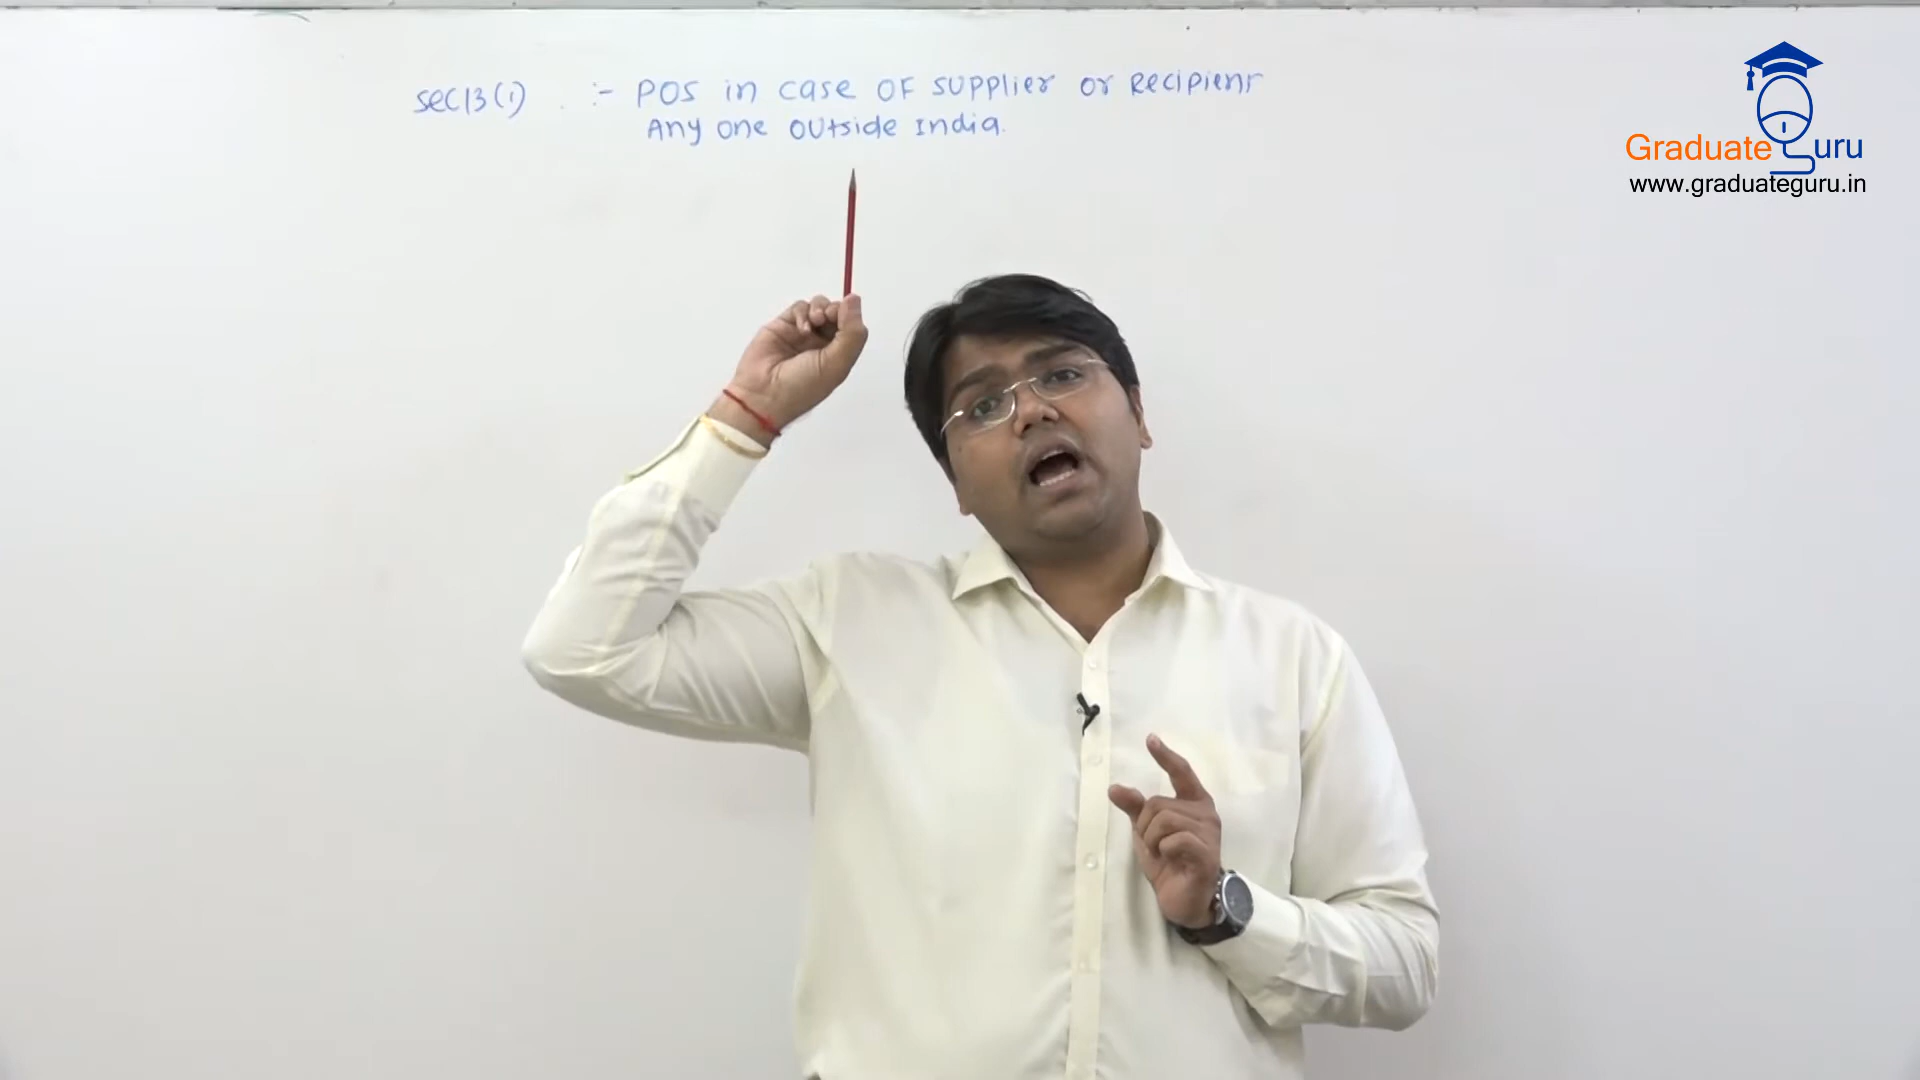 sec13(1) :- POS in case OF supplier or Recipient
Any one outside India.
Graduate Guru
www.graduateguru.in